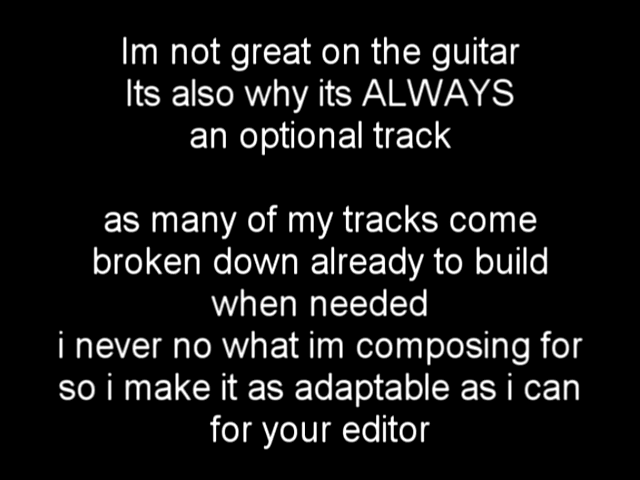 Im not great on the guitar
Its also why its ALWAYS
an optional track
as many of my tracks come
broken down already to build
when needed
i never no what im composing for
so i make it as adaptable as i can
for your editor